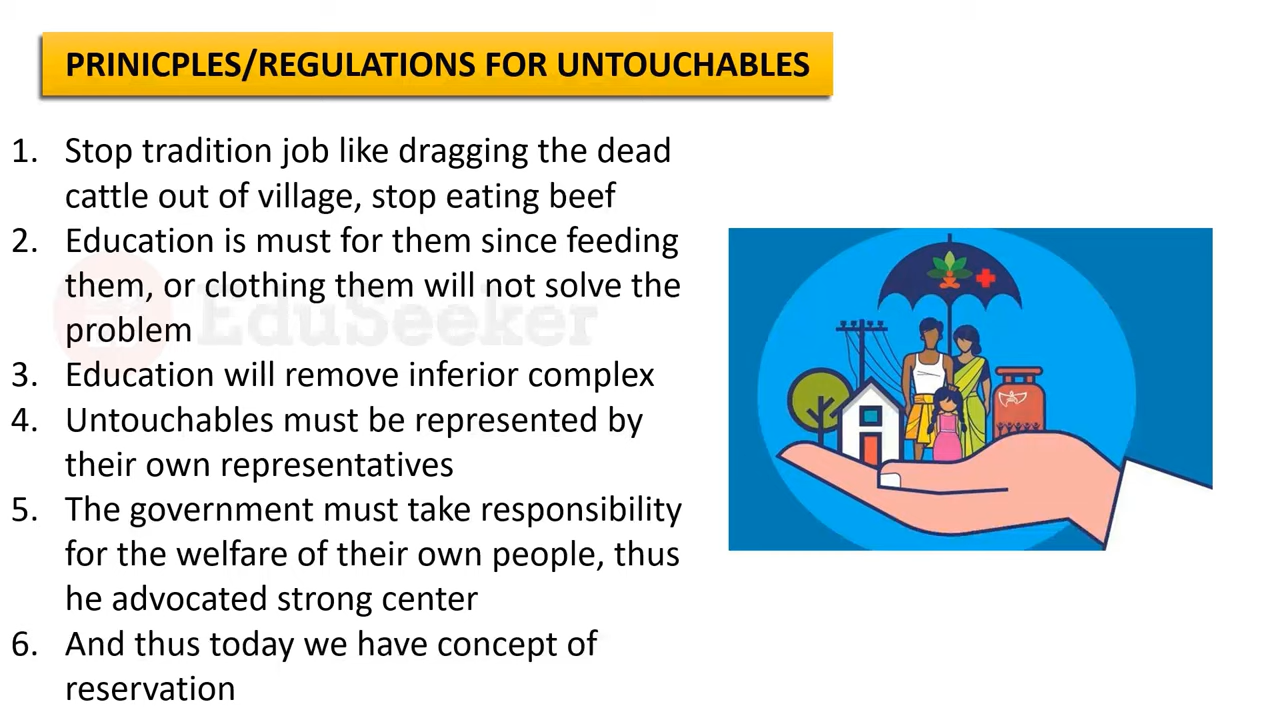 PRINICPLES/REGULATIONS FOR UNTOUCHABLES
1. Stop tradition job like dragging the dead
cattle out of village, stop eating beef
2. Education is must for them since feeding
them, or clothing them will not solve the
problem
EduSeeker
3. Education will remove inferior complex
4. Untouchables must be represented by
their own representatives
5. The government must take responsibility
for the welfare of their own people, thus
he advocated strong center
6. And thus today we have concept of
reservation